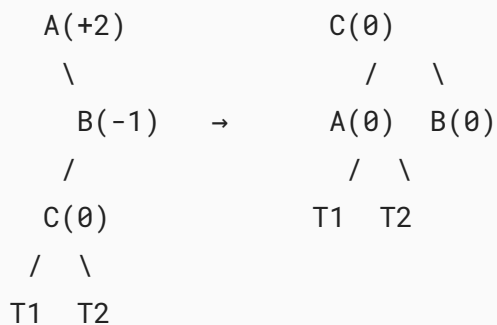 A(+2) C(0)
\ / \
B(-1) → A(0) B(0)
/ / \
C(0) T1 T2
/ \
T1 T2